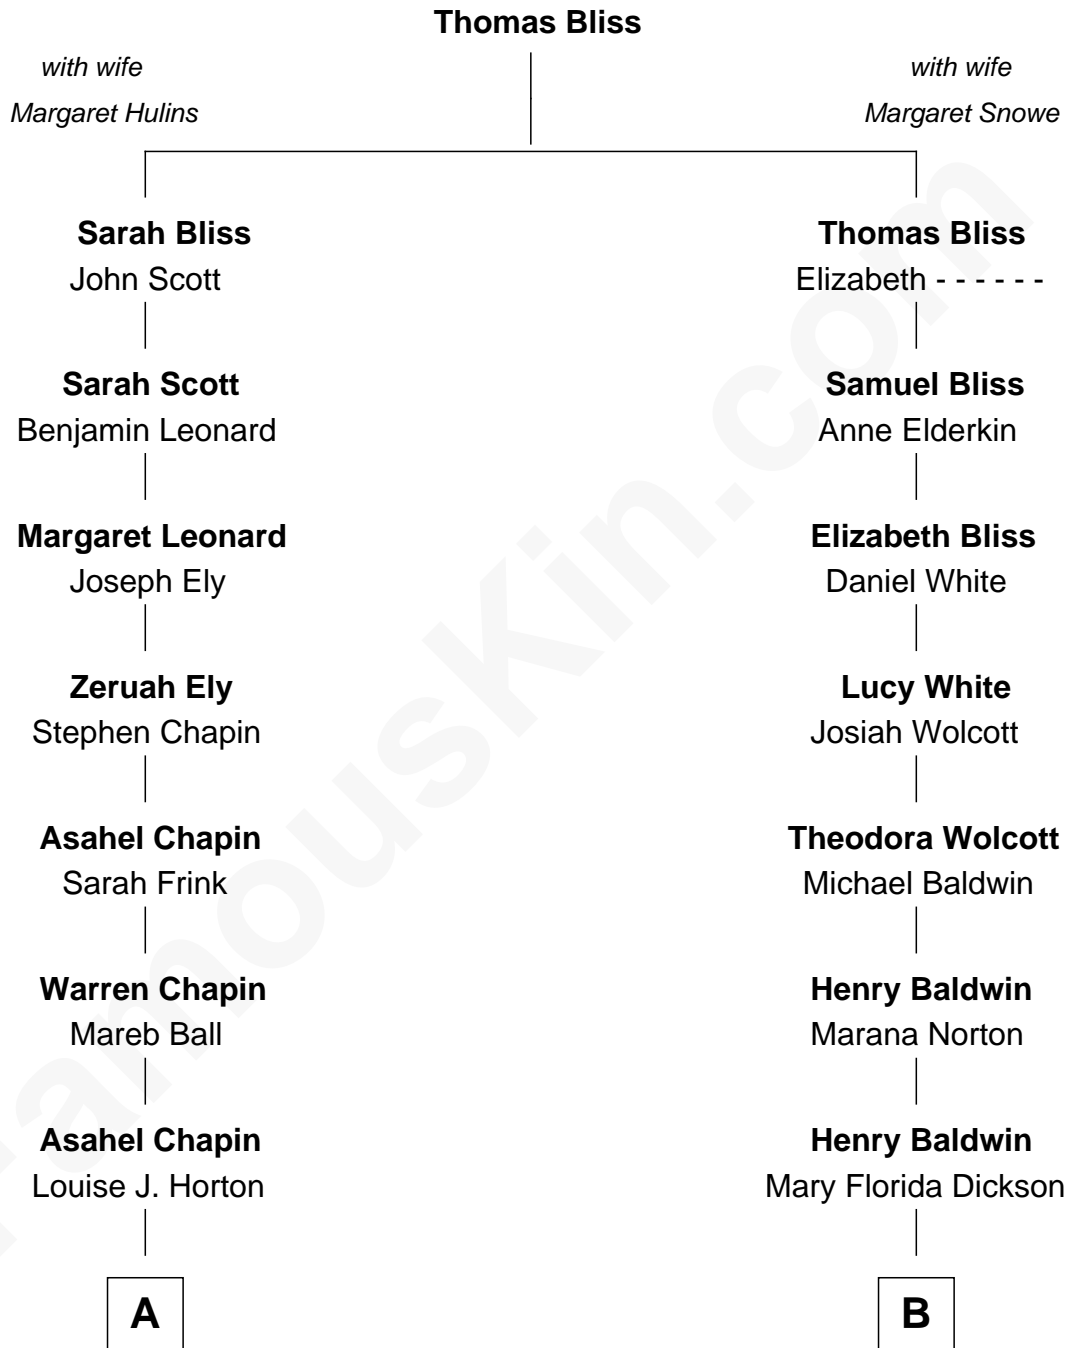 Thomas Bliss
with wife
Margaret Hulins
with wife
Margaret Snowe
Sarah Bliss
John Scott
Thomas Bliss
Elizabeth - - - - - -
Sarah Scott
Benjamin Leonard
Samuel Bliss
Anne Elderkin
Margaret Leonard
Joseph Ely
Elizabeth Bliss
Daniel White
Zeruah Ely
Stephen Chapin
Lucy White
Josiah Wolcott
Asahel Chapin
Sarah Frink
Theodora Wolcott
Michael Baldwin
Warren Chapin
Mareb Ball
Henry Baldwin
Marana Norton
Asahel Chapin
Louise J. Horton
Henry Baldwin
Mary Florida Dickson
A
B
FamousKin.com